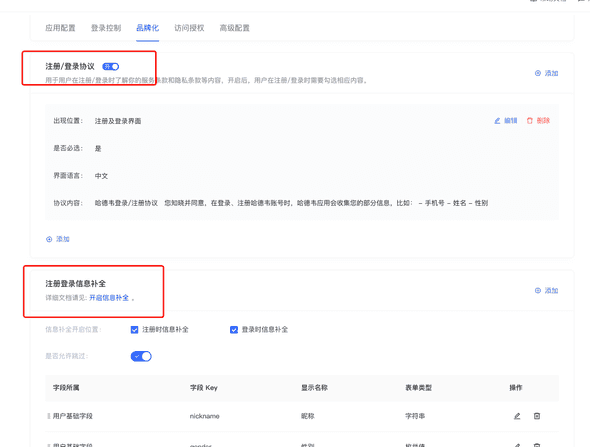 应用配置 登录控制 品牌化 访问授权 高级配置
注册/登录协议
用于用户在注册/登录时了解你的服务条款和隐私条款等内容，开启后，用户在注册/登录时需要勾选相应内容。
添加
出现位置： 注册及登录界面 编辑 删除
是否必选： 是
界面语言： 中文
协议内容： 哈德韦登录/注册协议 您知晓并同意，在登录、注册哈德韦账号时，哈德韦应用会收集您的部分信息，比如： - 手机号 - 姓名 - 性别
添加
注册登录信息补全
详细文档请见: 开启信息补全 。
添加
信息补全开启位置： 注册时信息补全 登录时信息补全
是否允许跳过：
字段所属 字段 Key 显示名称 表单类型 操作
用户基础字段 nickname 昵称 字符串
用户基础字段 gender 性别